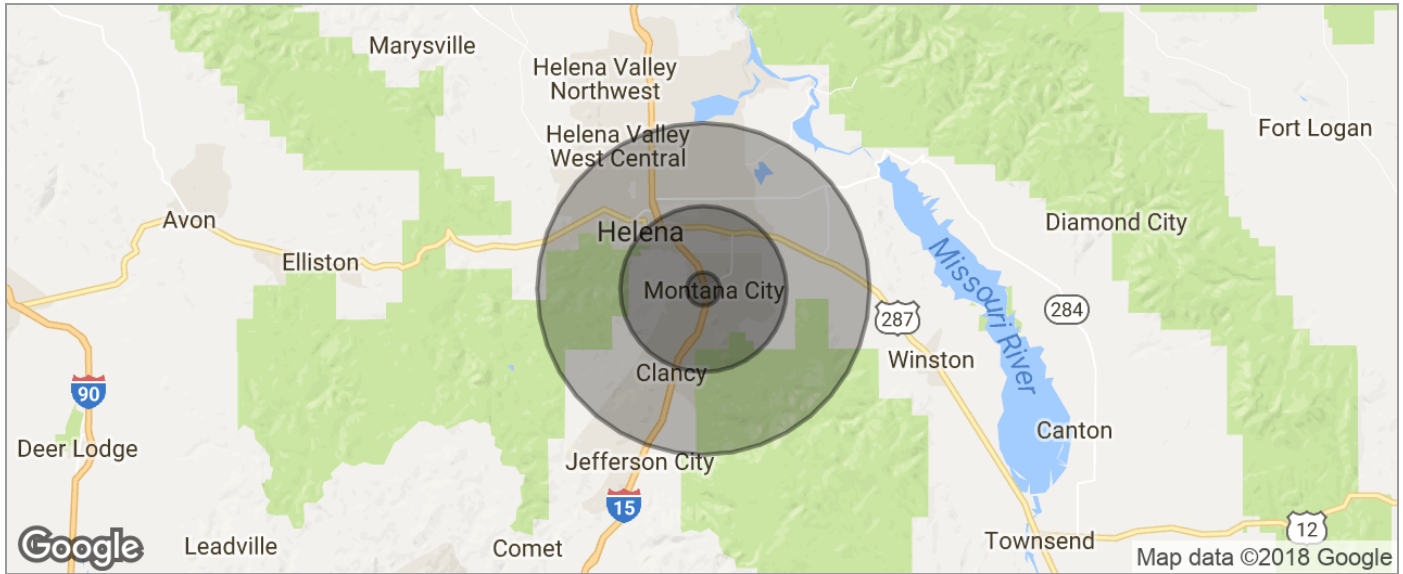 Marysville
Helena Valley
Northwest
Fort Logan
Helena Valley
West Central
Avon
Helena
Diamond City
Elliston
Montana City
Missouri River
284
287
Winston
Clancy
90
Canton
Deer Lodge
Jefferson City
15
12
Townsend
Leadville
Comet
Google
Map data ©2018 Google